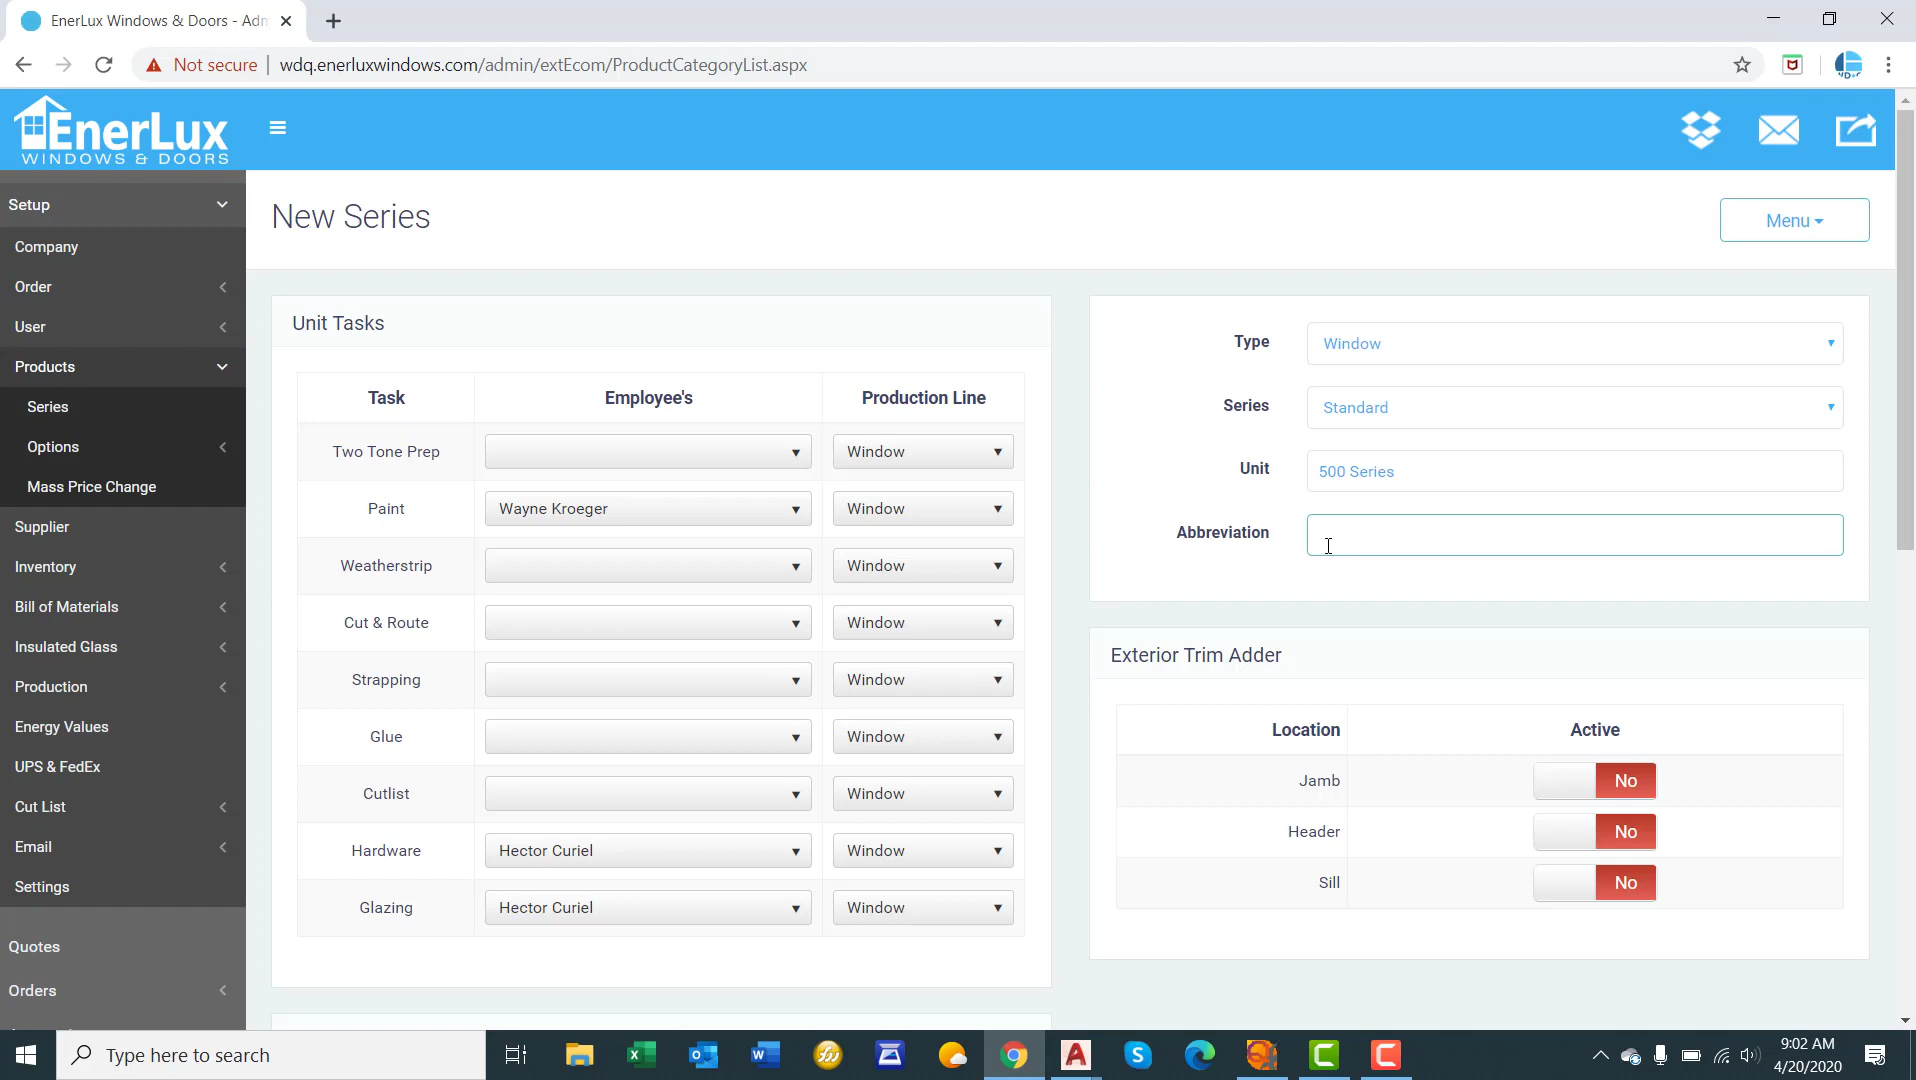 EnerLux Windows & Doors - Adm
Not secure | wdq.enerluxwindows.com/admin/extEcom/ProductCategoryList.aspx
EnerLux
WINDOWS & DOORS
Setup
Company
Order
User
Products
Series
Options
Mass Price Change
Supplier
Inventory
Bill of Materials
Insulated Glass
Production
Energy Values
UPS & FedEx
Cut List
Email
Settings
Quotes
Orders
New Series
Menu
Unit Tasks
Task Employee's Production Line
Two Tone Prep Window
Paint Wayne Kroeger Window
Weatherstrip Window
Cut & Route Window
Strapping Window
Glue Window
Cutlist Window
Hardware Hector Curiel Window
Glazing Hector Curiel Window
Type Window
Series Standard
Unit 500 Series
Abbreviation
Exterior Trim Adder
Location Active
Jamb No
Header No
Sill No
Type here to search
9:02 AM
4/20/2020